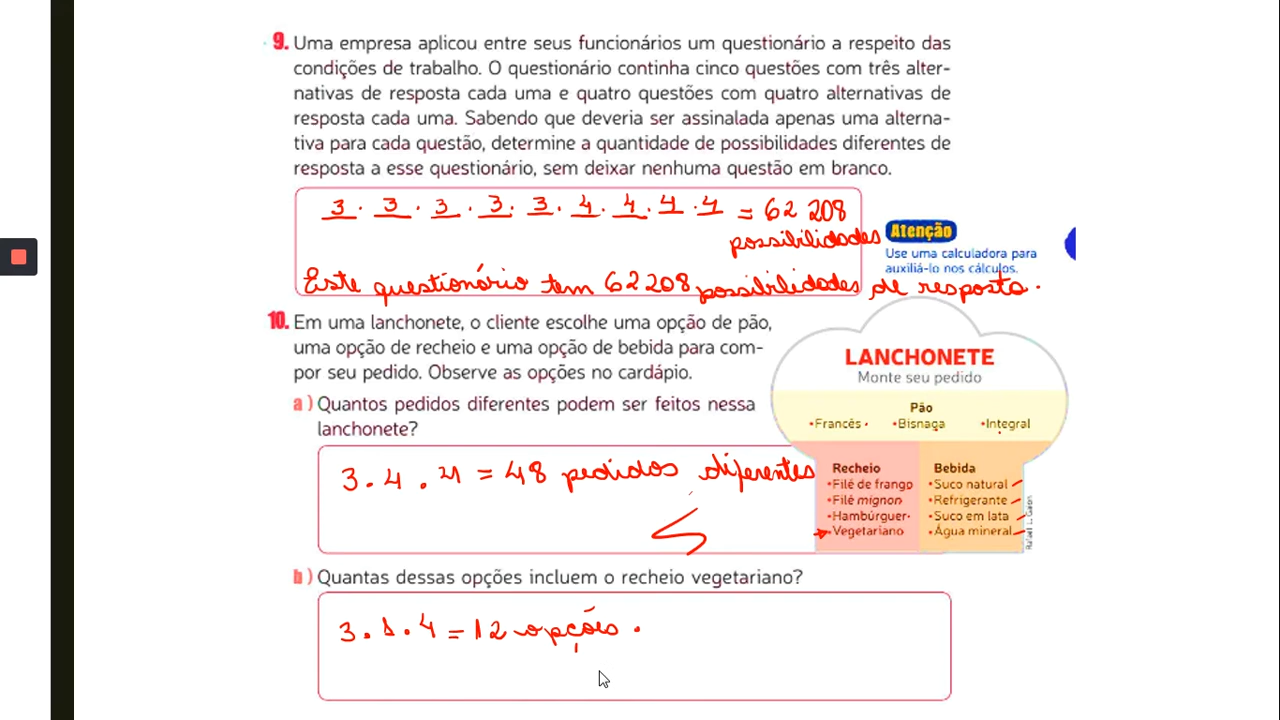 9. Uma empresa aplicou entre seus funcionários um questionário a respeito das
condições de trabalho. O questionário continha cinco questões com três alter-
nativas de resposta cada uma e quatro questões com quatro alternativas de
resposta cada uma. Sabendo que deveria ser assinalada apenas uma alterna-
tiva para cada questão, determine a quantidade de possibilidades diferentes de
resposta a esse questionário, sem deixar nenhuma questão em branco.
3 . 3 . 3 . 3 . 3 . 4 . 4 . 4 . 4 = 62 208
possibilidades
Atenção
Use uma calculadora para
auxiliá-lo nos cálculos.
Este questionário tem 62 208 possibilidades de resposta.
10. Em uma lanchonete, o cliente escolhe uma opção de pão,
uma opção de recheio e uma opção de bebida para com-
por seu pedido. Observe as opções no cardápio.
a) Quantos pedidos diferentes podem ser feitos nessa
lanchonete?
3 . 4 . 4 = 48 pedidos diferentes
LANCHONETE
Monte seu pedido
Pão
•Francês •Bisnaga •Integral
Recheio
•Filé de frango
•Filé mignon
•Hambúrguer
•Vegetariano
Bebida
•Suco natural
•Refrigerante
•Suco em lata
•Água mineral
Rafael L. Gaion
b) Quantas dessas opções incluem o recheio vegetariano?
3 . 1 . 4 = 12 opções.